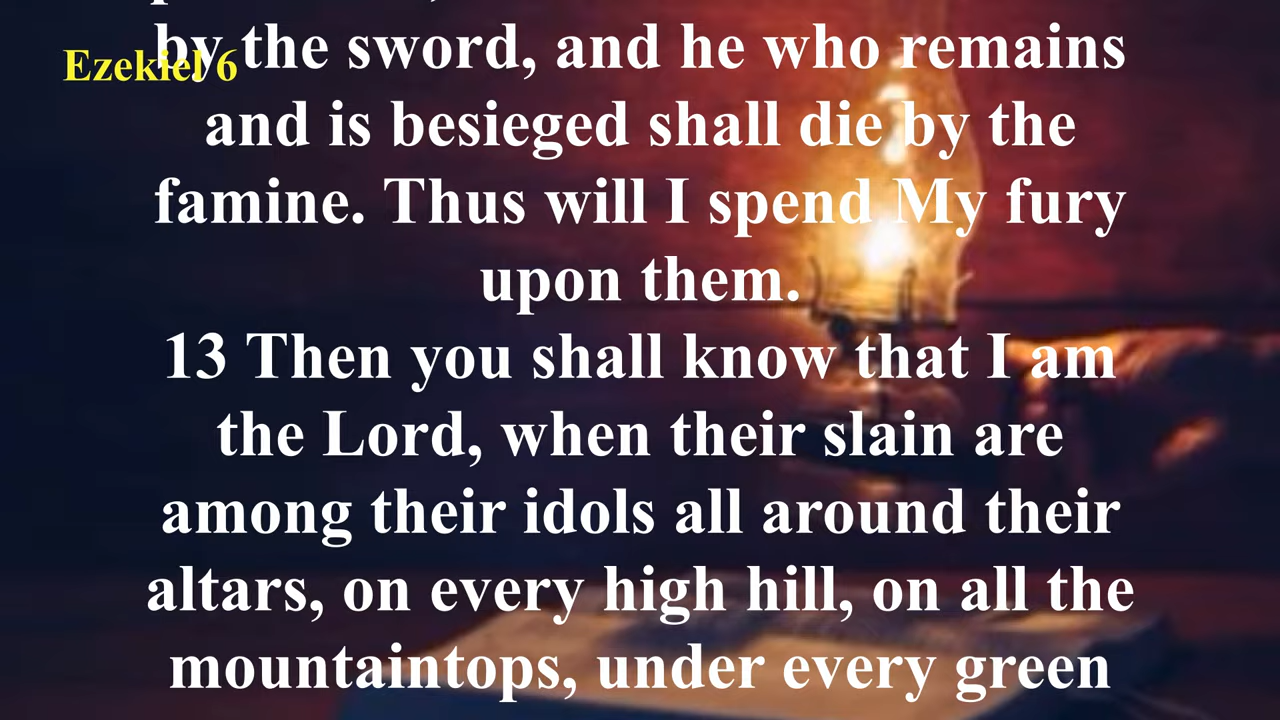 Ezekiel 6
by the sword, and he who remains
and is besieged shall die by the
famine. Thus will I spend My fury
upon them.
13 Then you shall know that I am
the Lord, when their slain are
among their idols all around their
altars, on every high hill, on all the
mountaintops, under every green